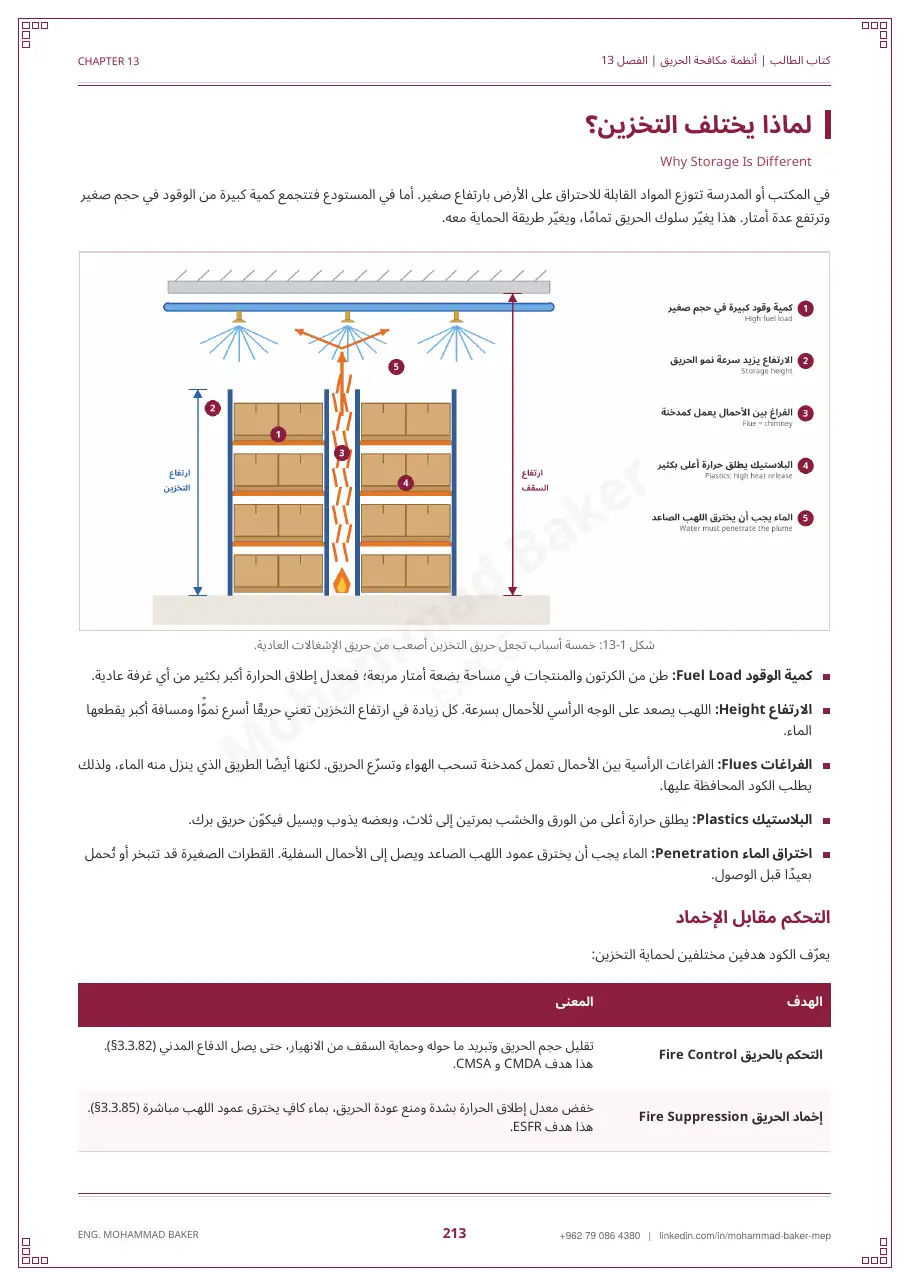 كتاب الطالب | أنظمة مكافحة الحريق | الفصل 13
CHAPTER 13
لماذا يختلف التخزين؟
Why Storage Is Different
في المكتب أو المدرسة تتوزع المواد القابلة للاحتراق على الأرض بارتفاع صغير. أما في المستودع فتتجمع كمية كبيرة من الوقود في حجم صغير
وترتفع عدة أمتار. هذا يغيّر سلوك الحريق تمامًا، ويغيّر طريقة الحماية معه.
1 كمية وقود كبيرة في حجم صغير
High fuel load
2 الارتفاع يزيد سرعة نمو الحريق
Storage height
3 الفراغ بين الأحمال يعمل كمدخنة
Flue = chimney
4 البلاستيك يطلق حرارة أعلى بكثير
Plastics: high heat release
5 الماء يجب أن يخترق اللهب الصاعد
Water must penetrate the plume
5
2
1
3
4
ارتفاع
السقف
ارتفاع
التخزين
Mohammad Baker
شكل 1-13: خمسة أسباب تجعل حريق التخزين أصعب من حريق الإشغالات العادية.
كمية الوقود Fuel Load: طن من الكرتون والمنتجات في مساحة بضعة أمتار مربعة؛ فمعدل إطلاق الحرارة أكبر بكثير من أي غرفة عادية.
الارتفاع Height: اللهب يصعد على الوجه الرأسي للأحمال بسرعة. كل زيادة في ارتفاع التخزين تعني حريقًا أسرع نموًّا ومسافة أكبر يقطعها
الماء.
الفراغات Flues: الفراغات الرأسية بين الأحمال تعمل كمدخنة تسحب الهواء وتسرّع الحريق. لكنها أيضًا الطريق الذي ينزل منه الماء، ولذلك
يطلب الكود المحافظة عليها.
البلاستيك Plastics: يطلق حرارة أعلى من الورق والخشب بمرتين إلى ثلاث، وبعضه يذوب ويسيل فيكوّن حريق برك.
اختراق الماء Penetration: الماء يجب أن يخترق عمود اللهب الصاعد ويصل إلى الأحمال السفلية. القطرات الصغيرة قد تتبخر أو تُحمل
بعيدًا قبل الوصول.
التحكم مقابل الإخماد
يعرّف الكود هدفين مختلفين لحماية التخزين:
الهدف
المعنى
التحكم بالحريق Fire Control
تقليل حجم الحريق وتبريد ما حوله وحماية السقف من الانهيار، حتى يصل الدفاع المدني (§3.3.82).
هذا هدف CMDA و CMSA.
إخماد الحريق Fire Suppression
خفض معدل إطلاق الحرارة بشدة ومنع عودة الحريق، بماء كافٍ يخترق عمود اللهب مباشرة (§3.3.85).
هذا هدف ESFR.
ENG. MOHAMMAD BAKER
213
+962 79 086 4380 | linkedin.com/in/mohammad-baker-mep